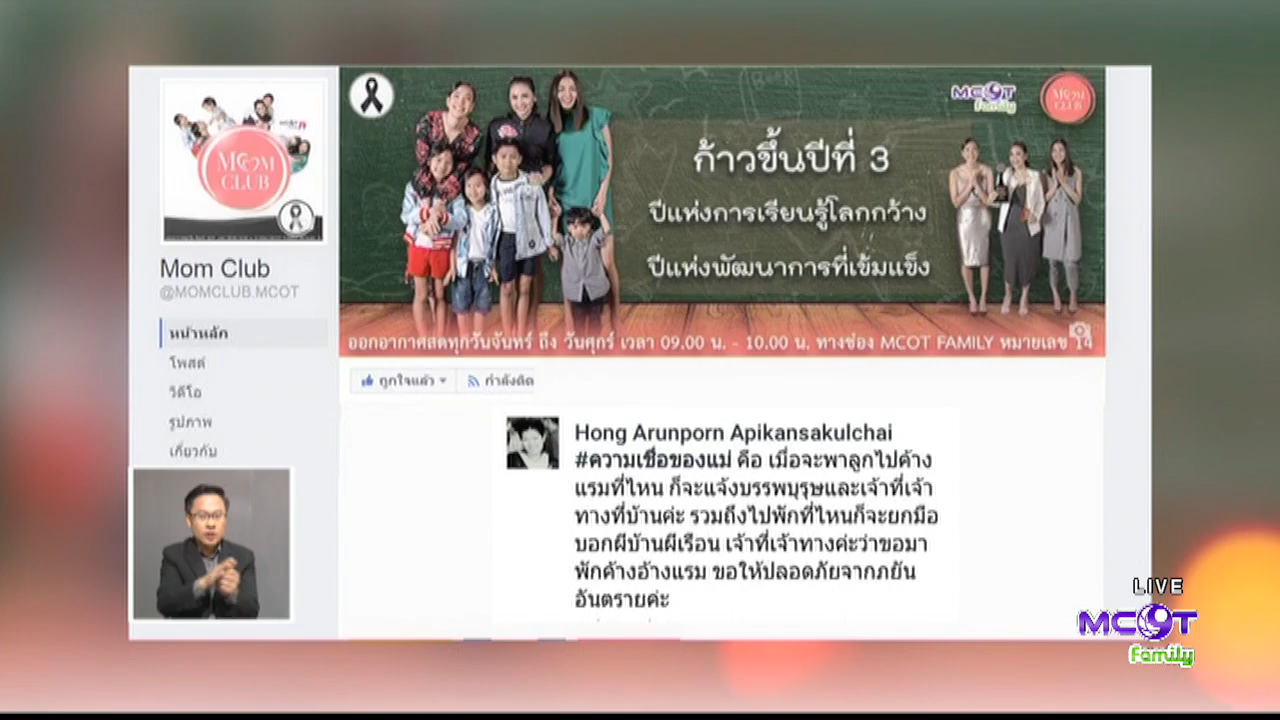 MCOT
family
MOM
CLUB
ก้าวขึ้นปีที่ 3
ปีแห่งการเรียนรู้โลกกว้าง
ปีแห่งพัฒนาการที่เข้มแข็ง
ออกอากาศสดทุกวันจันทร์ ถึง วันศุกร์ เวลา 09.00 น. - 10.00 น. ทางช่อง MCOT FAMILY หมายเลข 14
MOM
CLUB
Mom Club
@MOMCLUB.MCOT
หน้าหลัก
โพสต์
วิดีโอ
รูปภาพ
เกี่ยวกับ
ถูกใจแล้ว
กำลังติด
Hong Arunporn Apikansakulchai
#ความเชื่อของแม่ คือ เมื่อจะพาลูกไปค้าง
แรมที่ไหน ก็จะแจ้งบรรพบุรุษและเจ้าที่เจ้า
ทางที่บ้านค่ะ รวมถึงไปพักที่ไหนก็จะยกมือ
บอกผีบ้านผีเรือน เจ้าที่เจ้าทางค่ะว่าขอมา
พักค้างอ้างแรม ขอให้ปลอดภัยจากภยัน
อันตรายค่ะ
LIVE
MCOT
family